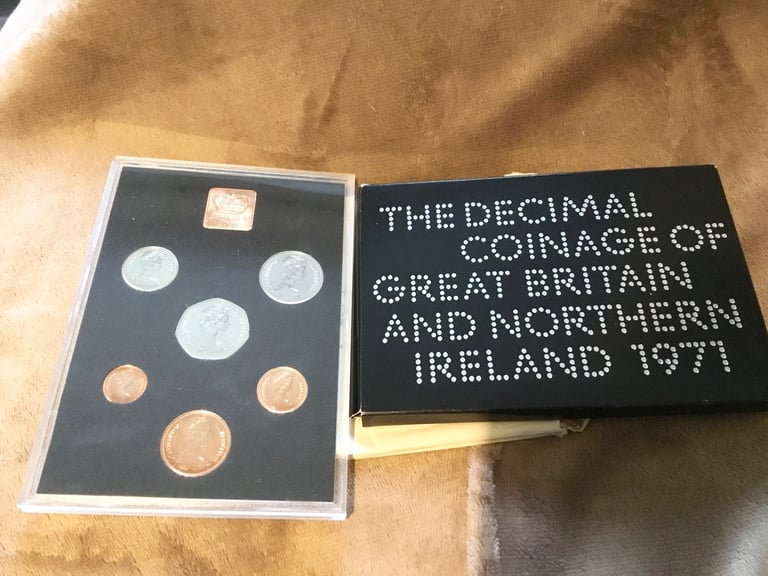 THE DECIMAL
COINAGE OF
GREAT BRITAIN
AND NORTHERN
IRELAND 1971